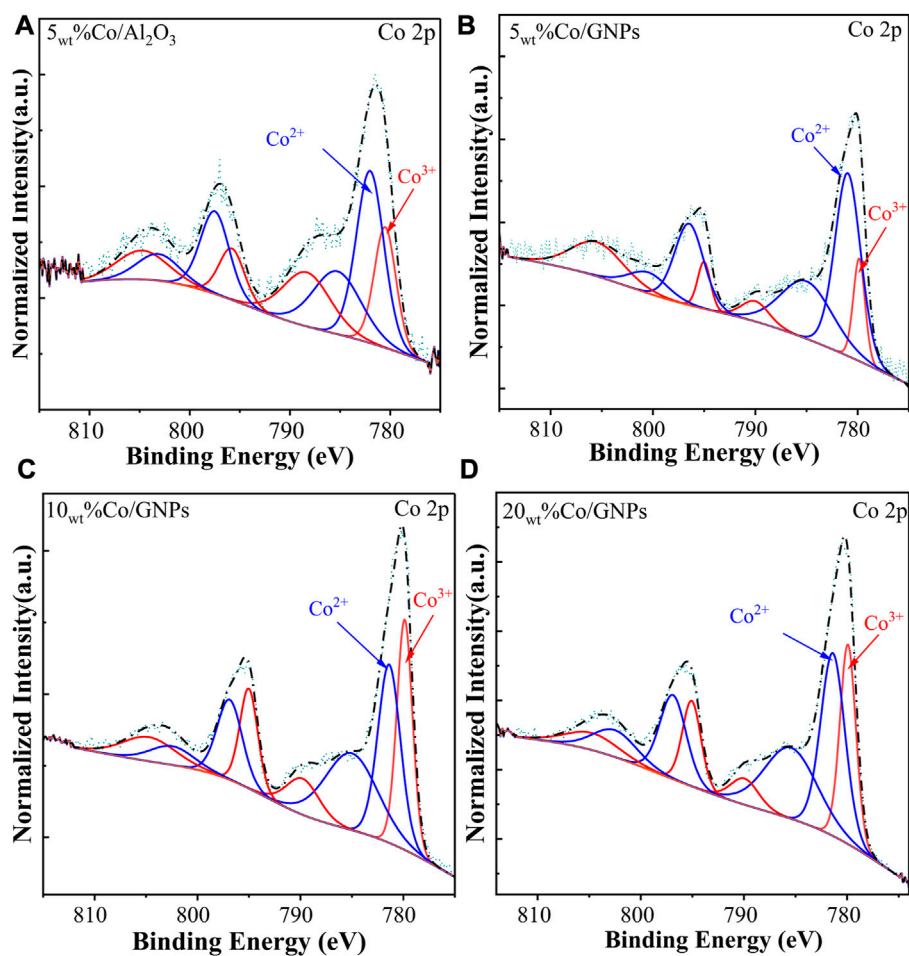 A
5wt%Co/Al2O3
Co 2p
Co2+
Co3+
Normalized Intensity(a.u.)
810
800
790
780
Binding Energy (eV)
B
5wt%Co/GNPs
Co 2p
Co2+
Co3+
Normalized Intensity(a.u.)
810
800
790
780
Binding Energy (eV)
C
10wt%Co/GNPs
Co 2p
Co2+
Co3+
Normalized Intensity(a.u.)
810
800
790
780
Binding Energy (eV)
D
20wt%Co/GNPs
Co 2p
Co2+
Co3+
Normalized Intensity(a.u.)
810
800
790
780
Binding Energy (eV)